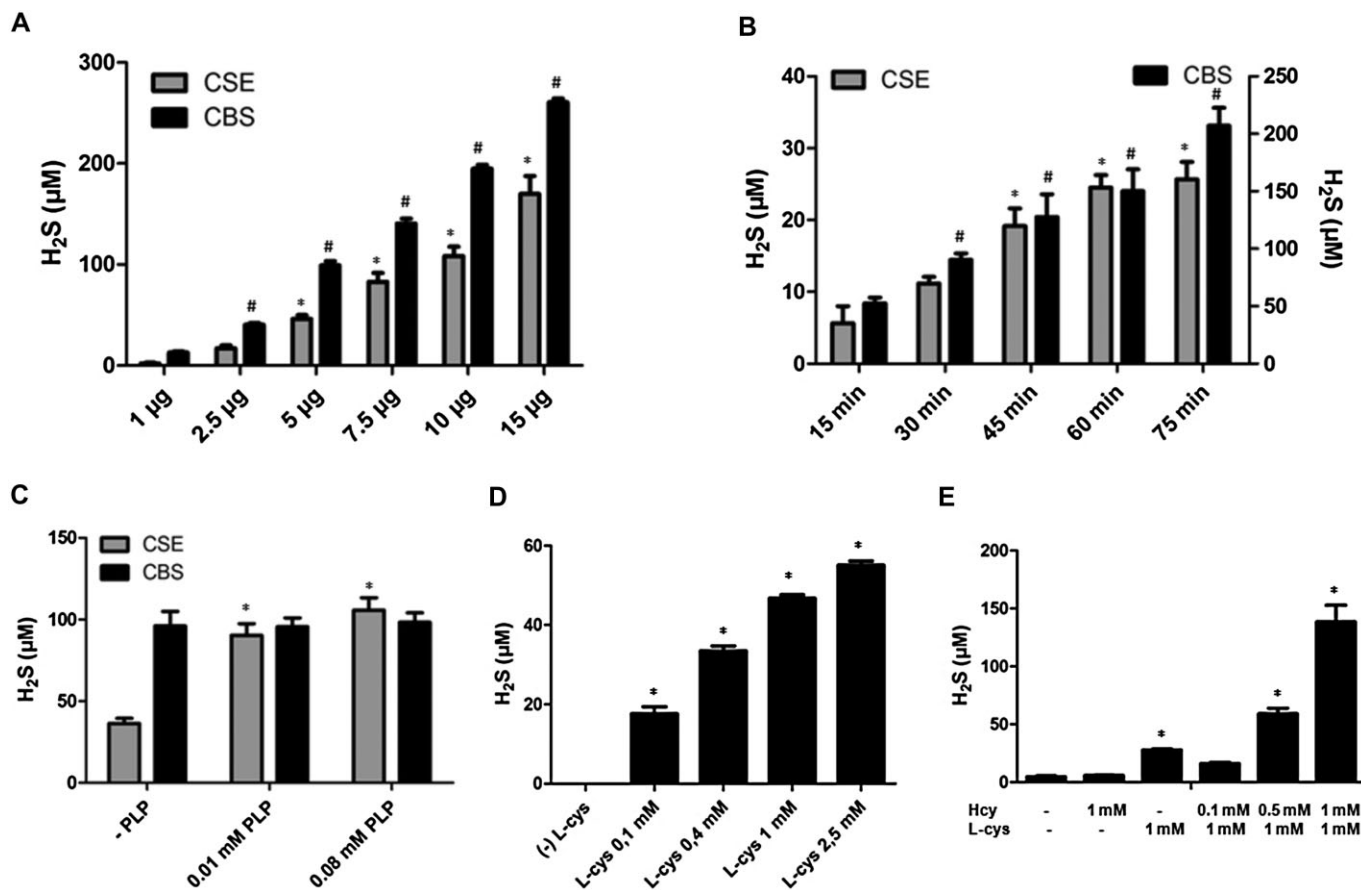 A
H₂S (µM)
300
200
100
0
CSE
CBS
#
#
#
#
#
*
*
*
*
1 µg
2.5 µg
5 µg
7.5 µg
10 µg
15 µg
B
H₂S (µM)
40
30
20
10
0
CSE
CBS
250
200
150
100
50
0
H₂S (µM)
#
*
#
*
#
*
#
15 min
30 min
45 min
60 min
75 min
C
H₂S (µM)
150
100
50
0
CSE
CBS
*
*
- PLP
0.01 mM PLP
0.08 mM PLP
D
H₂S (µM)
60
40
20
0
*
*
*
*
(-) L-cys
L-cys 0,1 mM
L-cys 0,4 mM
L-cys 1 mM
L-cys 2,5 mM
E
H₂S (µM)
200
150
100
50
0
*
*
*
Hcy - 1 mM - 0.1 mM 0.5 mM 1 mM
L-cys - - 1 mM 1 mM 1 mM 1 mM